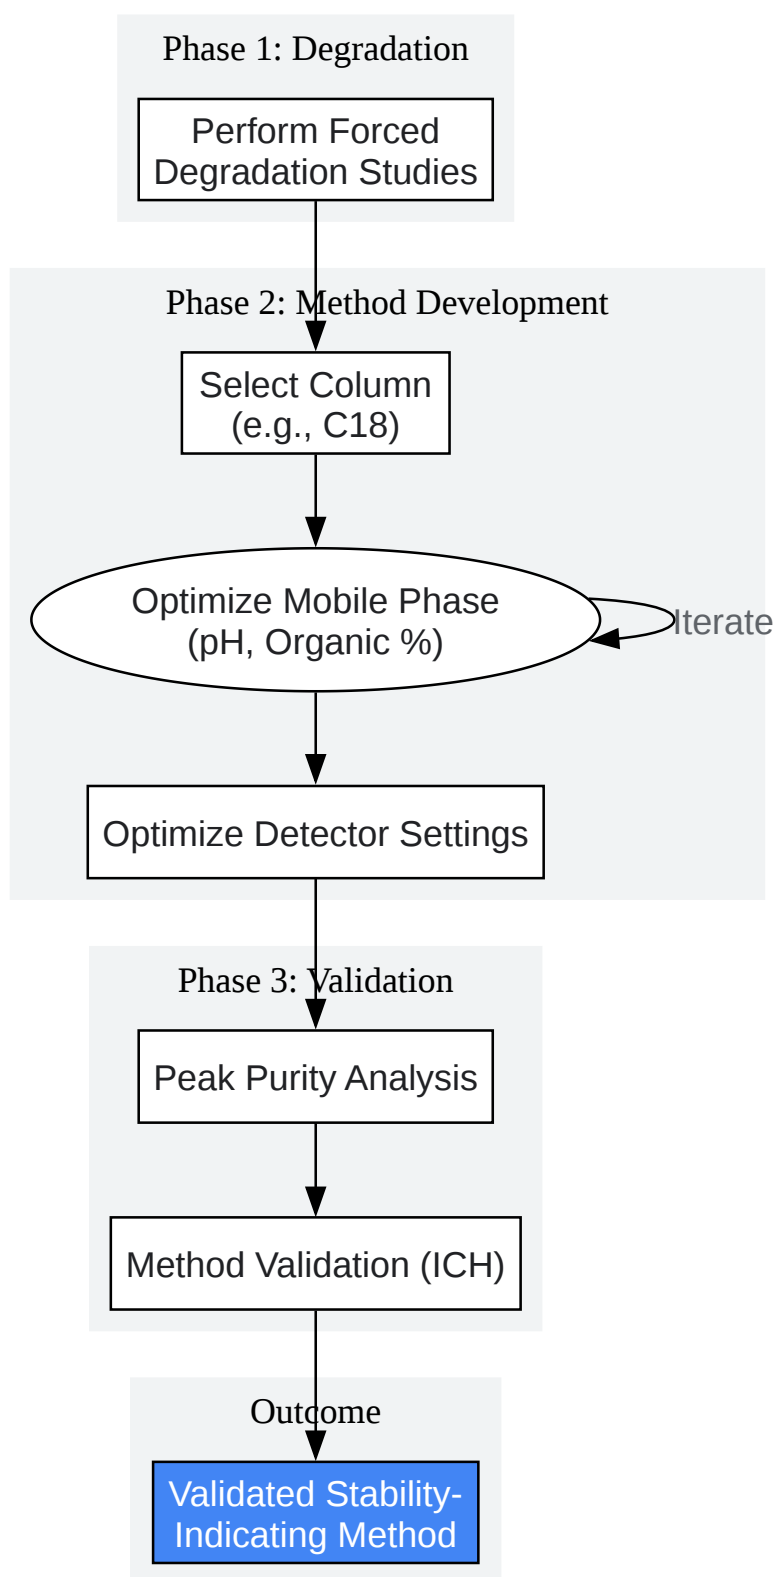 Phase 1: Degradation
Perform Forced
Degradation Studies
Phase 2: Method Development
Select Column
(e.g., C18)
Optimize Mobile Phase
(pH, Organic %)
Iterate
Optimize Detector Settings
Phase 3: Validation
Peak Purity Analysis
Method Validation (ICH)
Outcome
Validated Stability-
Indicating Method